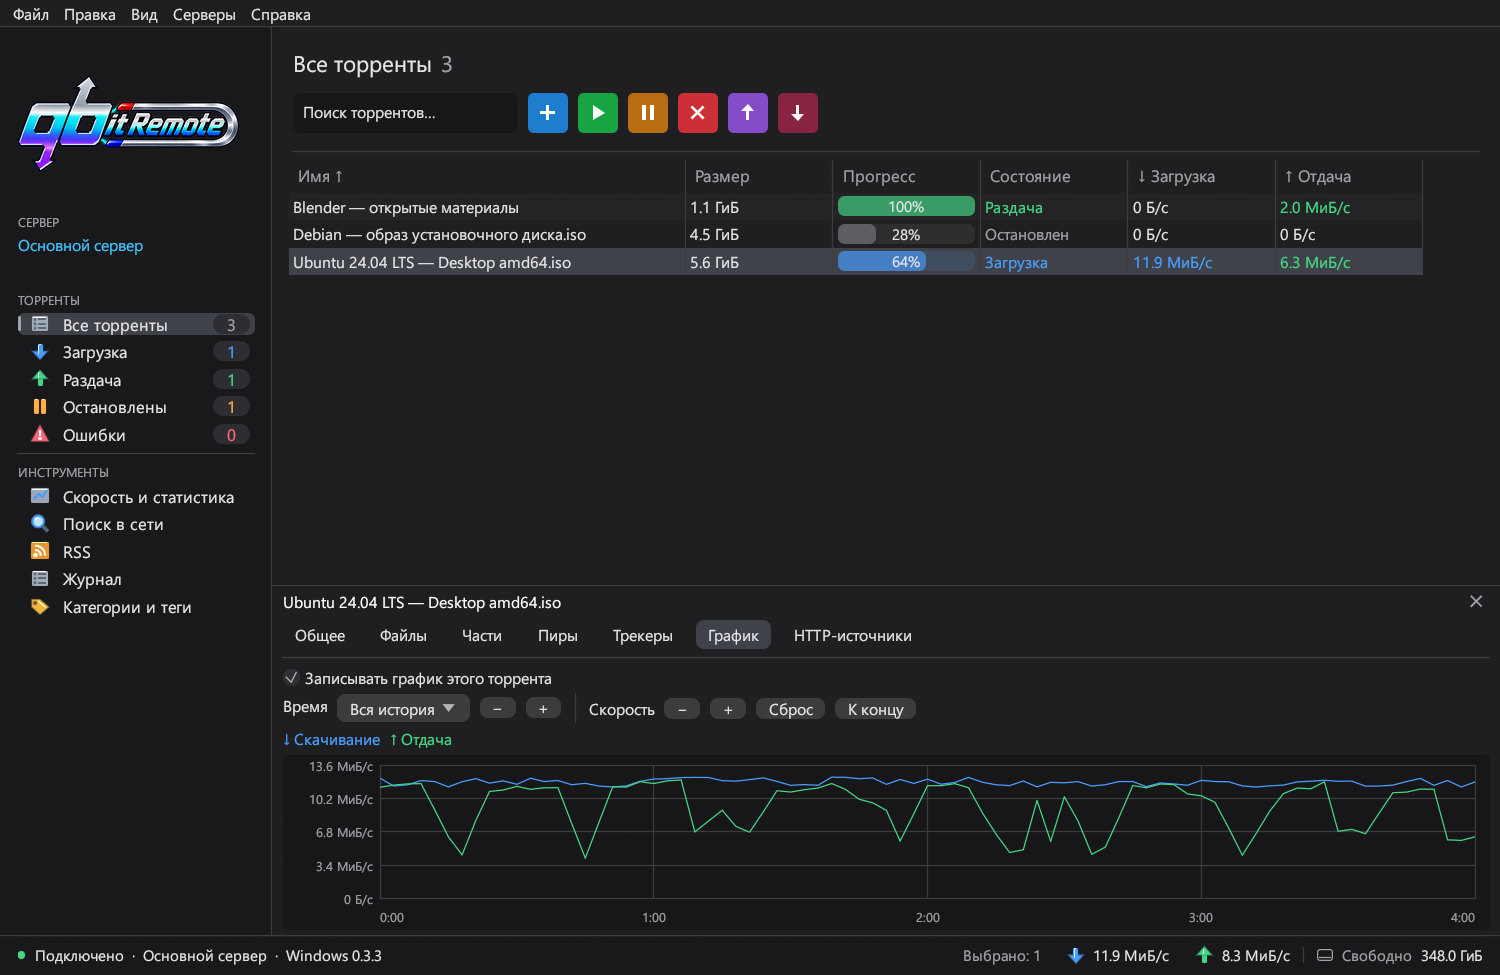 Файл Правка Вид Серверы Справка
qBitRemote
СЕРВЕР
Основной сервер
ТОРРЕНТЫ
Все торренты 3
Загрузка 1
Раздача 1
Остановлены 1
Ошибки 0
ИНСТРУМЕНТЫ
Скорость и статистика
Поиск в сети
RSS
Журнал
Категории и теги
Все торренты 3
Поиск торрентов...
Имя ↑ Размер Прогресс Состояние ↓ Загрузка ↑ Отдача
Blender — открытые материалы 1.1 ГиБ 100% Раздача 0 Б/с 2.0 МиБ/с
Debian — образ установочного диска.iso 4.5 ГиБ 28% Остановлен 0 Б/с 0 Б/с
Ubuntu 24.04 LTS — Desktop amd64.iso 5.6 ГиБ 64% Загрузка 11.9 МиБ/с 6.3 МиБ/с
Ubuntu 24.04 LTS — Desktop amd64.iso
Общее Файлы Части Пиры Трекеры График HTTP-источники
Записывать график этого торрента
Время Вся история − + Скорость − + Сброс К концу
↓ Скачивание ↑ Отдача
13.6 МиБ/с
10.2 МиБ/с
6.8 МиБ/с
3.4 МиБ/с
0 Б/с
0:00 1:00 2:00 3:00 4:00
Подключено · Основной сервер · Windows 0.3.3
Выбрано: 1 11.9 МиБ/с 8.3 МиБ/с Свободно 348.0 ГиБ